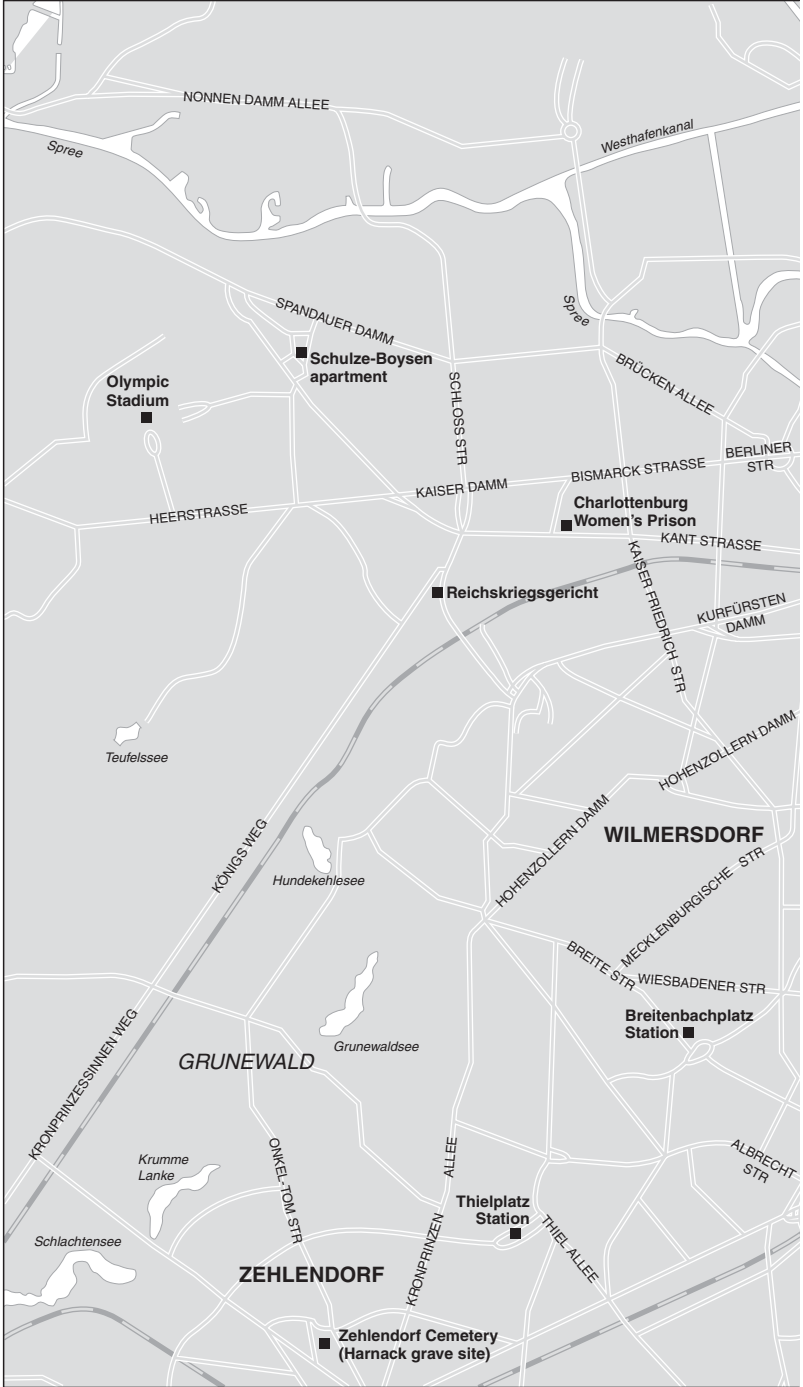 NONNEN DAMM ALLEE
Westhafenkanal
Spree
Spree
SPANDAUER DAMM
Schulze-Boysen
apartment
BRÜCKEN ALLEE
Olympic
Stadium
SCHLOSS STR
BERLINER
STR
BISMARCK STRASSE
KAISER DAMM
HEERSTRASSE
Charlottenburg
Women's Prison
KANT STRASSE
KAISER FRIEDRICH STR
Reichskriegsgericht
KURFÜRSTEN
DAMM
Teufelssee
HOHENZOLLERN DAMM
HOHENZOLLERN DAMM
WILMERSDORF
KÖNIGS WEG
Hundekehlesee
MECKLENBURGISCHE STR
BREITE STR
WIESBADENER STR
Breitenbachplatz
Station
Grunewaldsee
GRUNEWALD
KRONPRINZESSINNEN WEG
ONKEL-TOM STR
KRONPRINZEN ALLEE
ALBRECHT
STR
Krumme
Lanke
Thielplatz
Station
THIEL ALLEE
Schlachtensee
ZEHLENDORF
Zehlendorf Cemetery
(Harnack grave site)